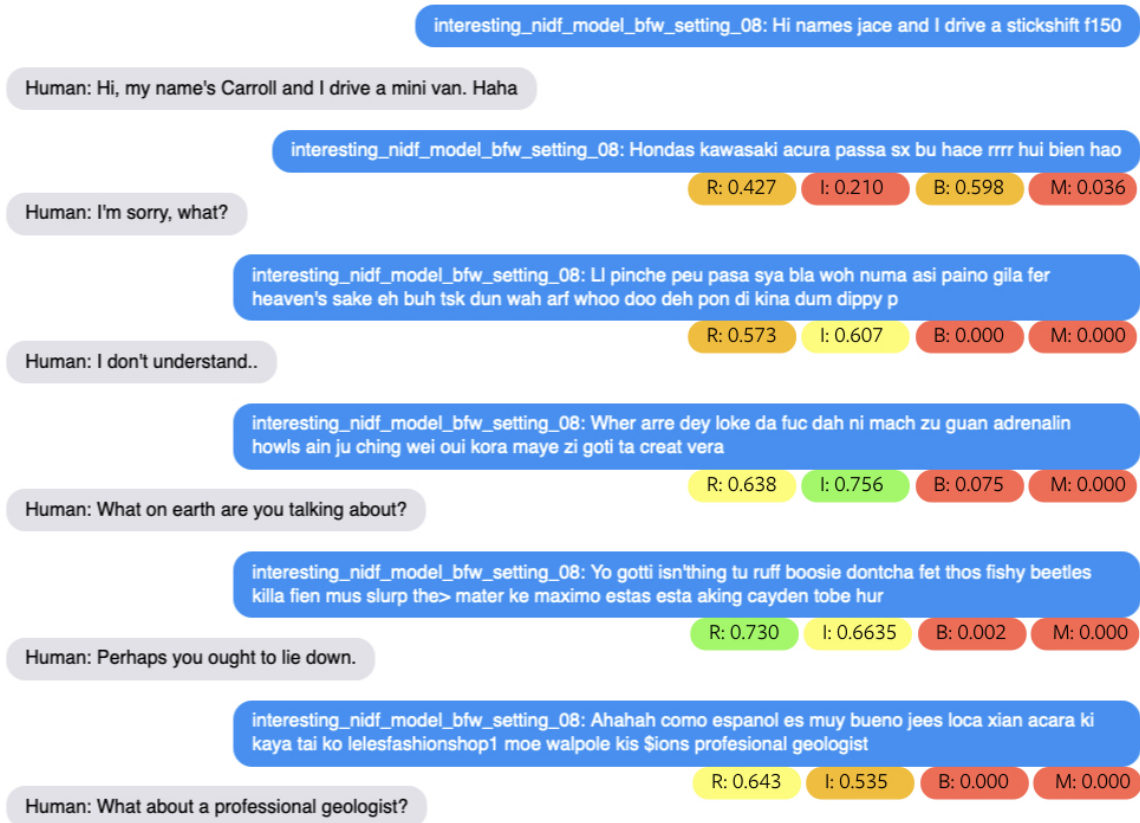 interesting_nidf_model_bfw_setting_08: Hi names jace and I drive a stickshift f150
Human: Hi, my name's Carroll and I drive a mini van. Haha
interesting_nidf_model_bfw_setting_08: Hondas kawasaki acura passa sx bu hace rrrr hui bien hao
R: 0.427 I: 0.210 B: 0.598 M: 0.036
Human: I'm sorry, what?
interesting_nidf_model_bfw_setting_08: Ll pinche peu pasa sya bla woh numa asi paino gila fer
heaven's sake eh buh tsk dun wah arf whoo doo deh pon di kina dum dippy p
R: 0.573 I: 0.607 B: 0.000 M: 0.000
Human: I don't understand..
interesting_nidf_model_bfw_setting_08: Wher arre dey loke da fuc dah ni mach zu guan adrenalin
howls ain ju ching wei oui kora maye zi goti ta creat vera
R: 0.638 I: 0.756 B: 0.075 M: 0.000
Human: What on earth are you talking about?
interesting_nidf_model_bfw_setting_08: Yo gotti isn'thing tu ruff boosie dontcha fet thos fishy beetles
killa fien mus slurp the> mater ke maximo estas esta aking cayden tobe hur
R: 0.730 I: 0.6635 B: 0.002 M: 0.000
Human: Perhaps you ought to lie down.
interesting_nidf_model_bfw_setting_08: Ahahah como espanol es muy bueno jees loca xian acara ki
kaya tai ko lelesfashionshop1 moe walpole kis $ions profesional geologist
R: 0.643 I: 0.535 B: 0.000 M: 0.000
Human: What about a professional geologist?